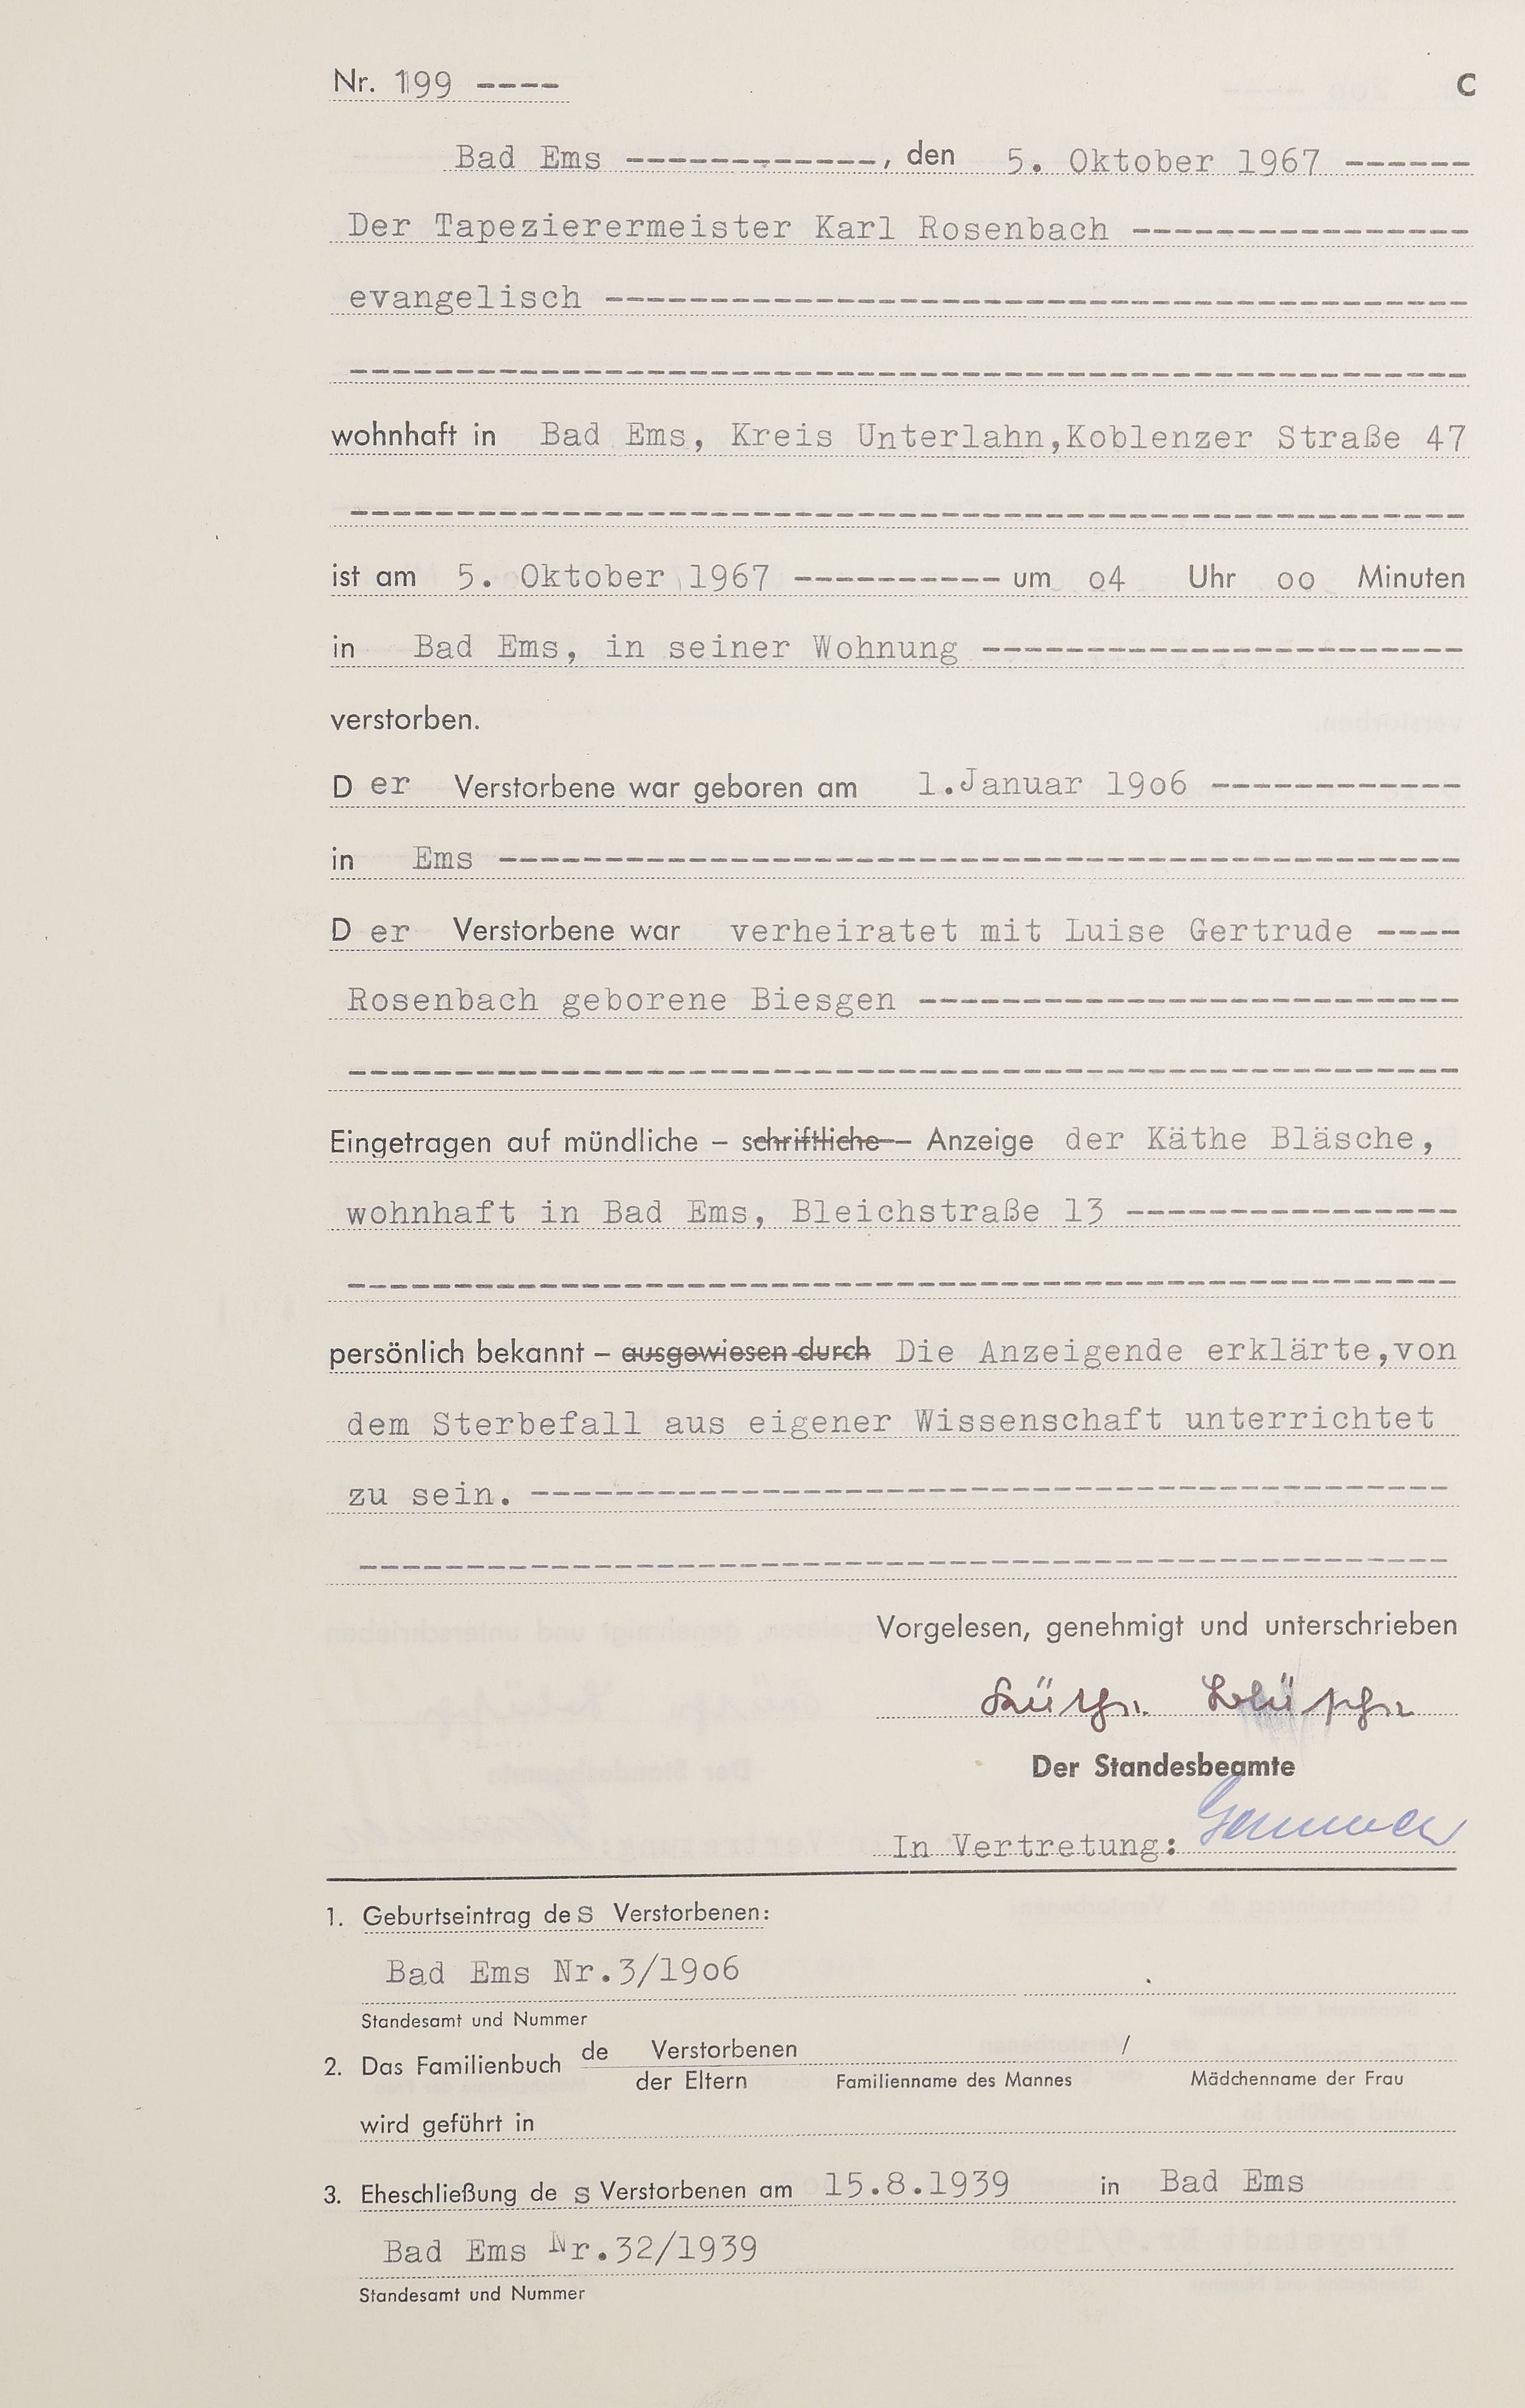 Nr. 199 ---- C
Bad Ems ------------, den 5. Oktober 1967 ------
Der Tapezierermeister Karl Rosenbach ----------------
evangelisch -----------------------------------------
-----------------------------------------------------
wohnhaft in Bad Ems, Kreis Unterlahn,Koblenzer Straße 47
-----------------------------------------------------
ist am 5. Oktober 1967 ---------- um o4 Uhr oo Minuten
in Bad Ems, in seiner Wohnung -----------------------
verstorben.
D er Verstorbene war geboren am 1.Januar 19o6 ------------
in Ems ----------------------------------------------
D er Verstorbene war verheiratet mit Luise Gertrude ----
Rosenbach geborene Biesgen --------------------------
-----------------------------------------------------
Eingetragen auf mündliche – schriftliche – Anzeige der Käthe Bläsche,
wohnhaft in Bad Ems, Bleichstraße 13 ----------------
-----------------------------------------------------
persönlich bekannt – ausgewiesen durch Die Anzeigende erklärte,von
dem Sterbefall aus eigener Wissenschaft unterrichtet
zu sein. --------------------------------------------
----------------------------------------------------
Vorgelesen, genehmigt und unterschrieben
Käthe Bläsche
Der Standesbeamte
In Vertretung:
1. Geburtseintrag des Verstorbenen:
Bad Ems Nr.3/19o6
Standesamt und Nummer
2. Das Familienbuch de Verstorbenen /
der Eltern Familienname des Mannes Mädchenname der Frau
wird geführt in
3. Eheschließung de s Verstorbenen am 15.8.1939 in Bad Ems
Bad Ems Nr.32/1939
Standesamt und Nummer